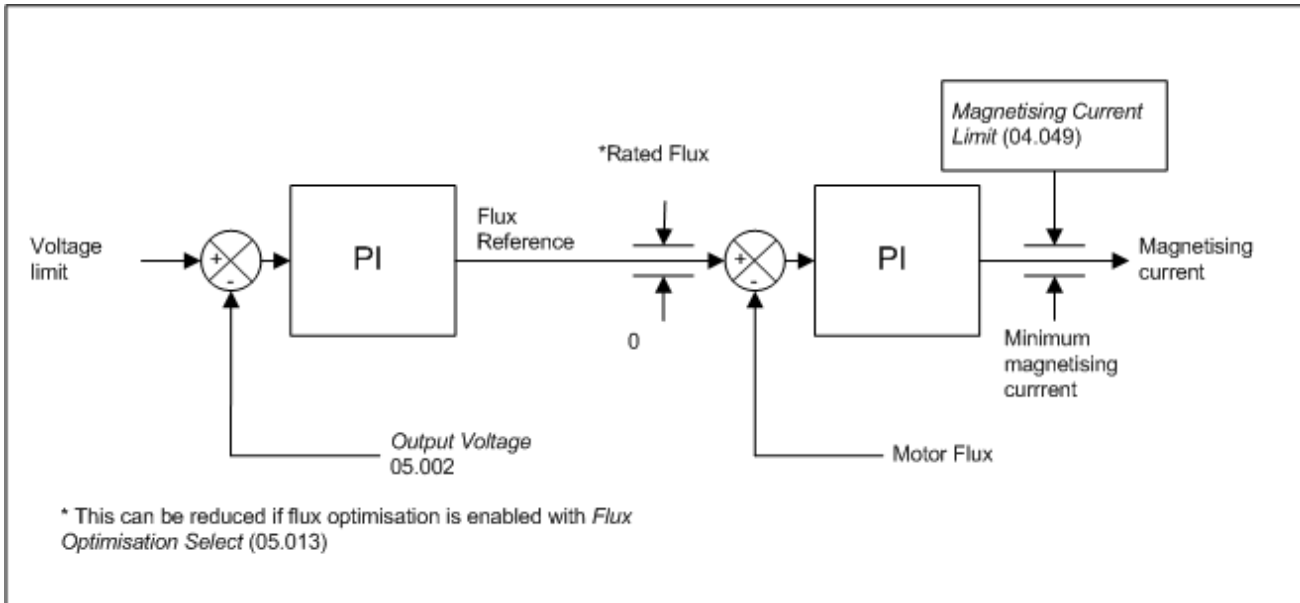 Magnetising Current
Limit (04.049)
*Rated Flux
Voltage
limit
+
-
PI
Flux
Reference
0
+
-
PI
Magnetising
current
Minimum
magnetising
currrent
Output Voltage
05.002
Motor Flux
* This can be reduced if flux optimisation is enabled with Flux
Optimisation Select (05.013)